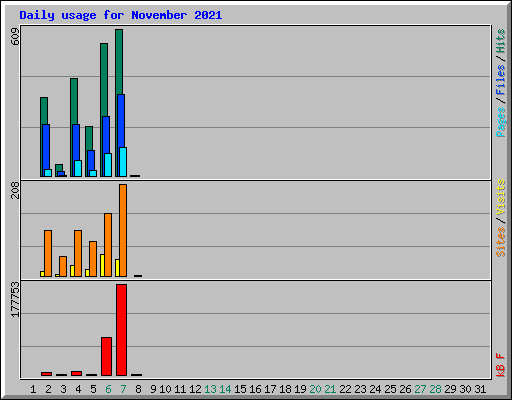 Daily usage for November 2021
609
208
177753
Pages / Files / Hits
Sites / Visits
kB F
1 2 3 4 5 6 7 8 9 10 11 12 13 14 15 16 17 18 19 20 21 22 23 24 25 26 27 28 29 30 31